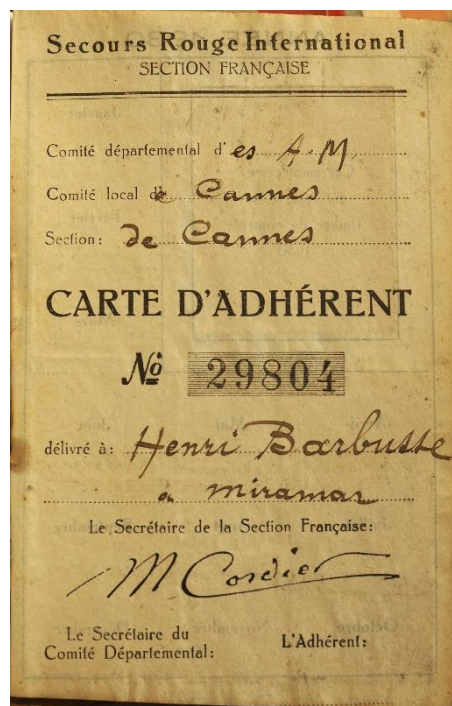 Secours Rouge International
SECTION FRANÇAISE
Comité départemental d'es A.M.
Comité local de Cannes
Section: de Cannes
CARTE D'ADHÉRENT
Nº 29804
délivré à: Henri Barbusse
à Miramar
Le Secrétaire de la Section Française:
M Cordier
Le Secrétaire du
Comité Départemental:
L'Adhérent: